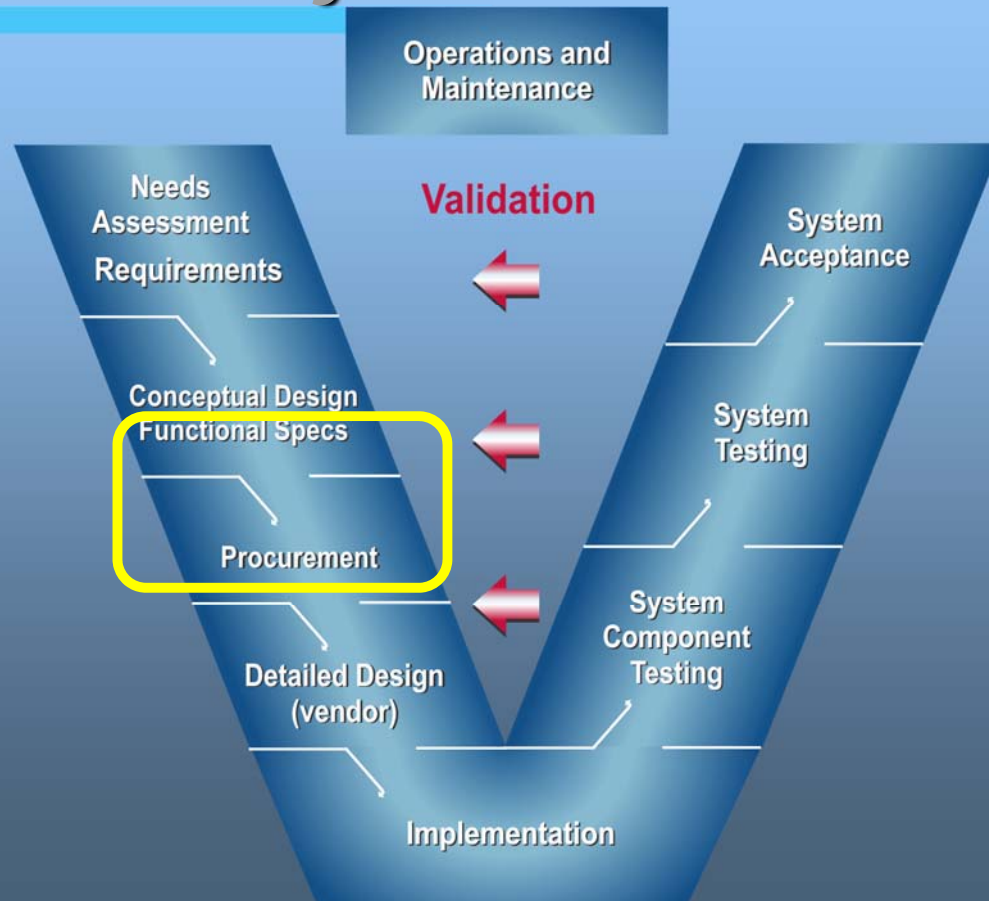 Operations and
Maintenance
Needs
Assessment
Requirements
Validation
System
Acceptance
Conceptual Design
Functional Specs
System
Testing
Procurement
System
Component
Testing
Detailed Design
(vendor)
Implementation